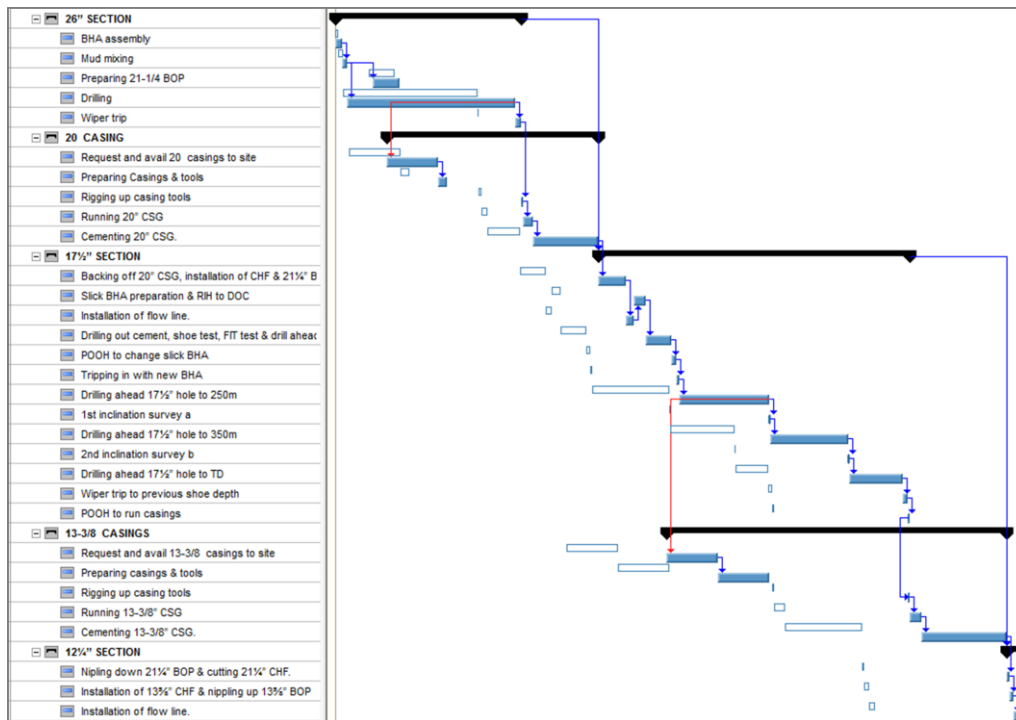 26" SECTION
BHA assembly
Mud mixing
Preparing 21-1/4 BOP
Drilling
Wiper trip
20 CASING
Request and avail 20 casings to site
Preparing Casings & tools
Rigging up casing tools
Running 20" CSG
Cementing 20" CSG.
17½" SECTION
Backing off 20" CSG, installation of CHF & 21¼" B
Slick BHA preparation & RIH to DOC
Installation of flow line.
Drilling out cement, shoe test, FIT test & drill ahead
POOH to change slick BHA
Tripping in with new BHA
Drilling ahead 17½" hole to 250m
1st inclination survey a
Drilling ahead 17½" hole to 350m
2nd inclination survey b
Drilling ahead 17½" hole to TD
Wiper trip to previous shoe depth
POOH to run casings
13-3/8 CASINGS
Request and avail 13-3/8 casings to site
Preparing casings & tools
Rigging up casing tools
Running 13-3/8" CSG
Cementing 13-3/8" CSG.
12¼" SECTION
Nipling down 21¼" BOP & cutting 21¼" CHF.
Installation of 13⅝" CHF & nippling up 13⅝" BOP
Installation of flow line.